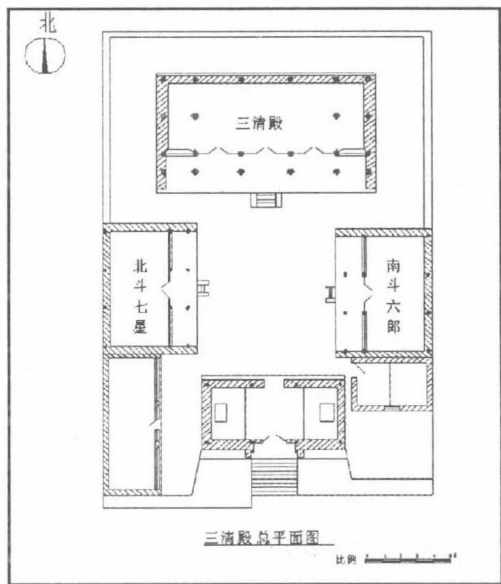 北
三清殿
北斗七星
南斗六郎
三清殿总平面图
比例